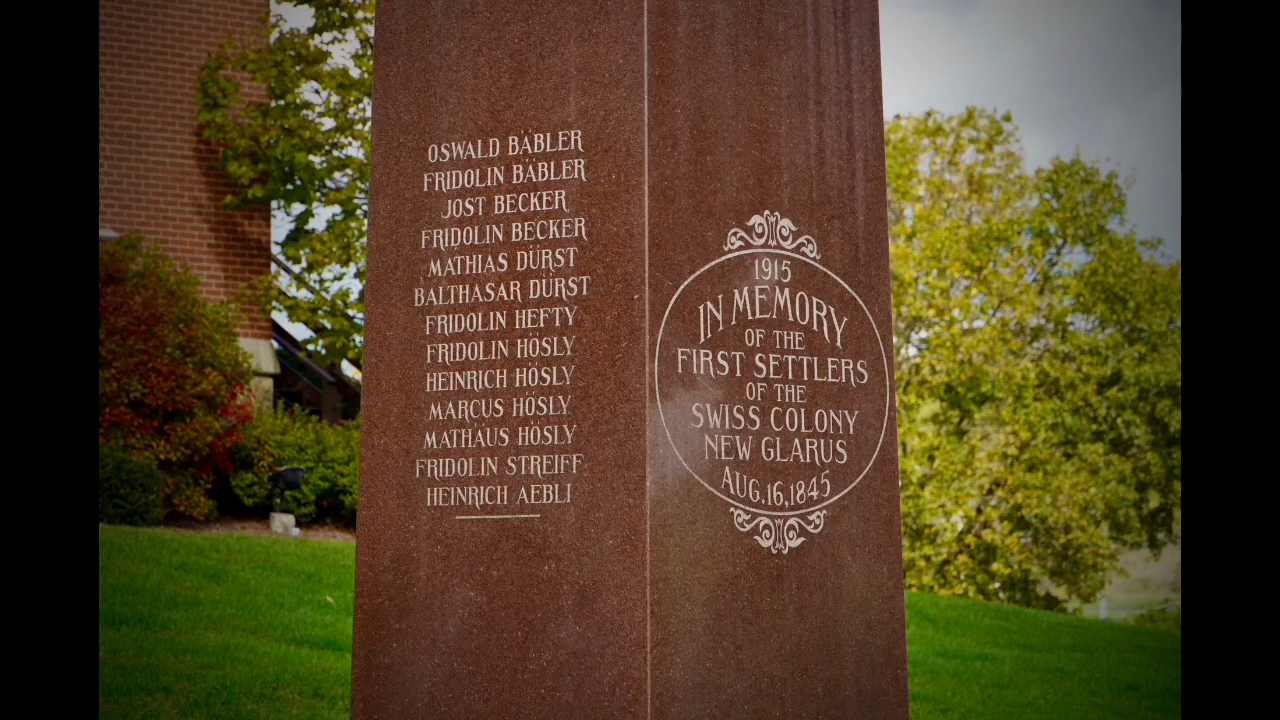 OSWALD BÄBLER
FRIDOLIN BÄBLER
JOST BECKER
FRIDOLIN BECKER
MATHIAS DÜRST
BALTHASAR DÜRST
FRIDOLIN HEFTY
FRIDOLIN HÖSLY
HEINRICH HÖSLY
MARCUS HÖSLY
MATHÄUS HÖSLY
FRIDOLIN STREIFF
HEINRICH AEBLI
1915
IN MEMORY
OF THE
FIRST SETTLERS
OF THE
SWISS COLONY
NEW GLARUS
AUG.16,1845